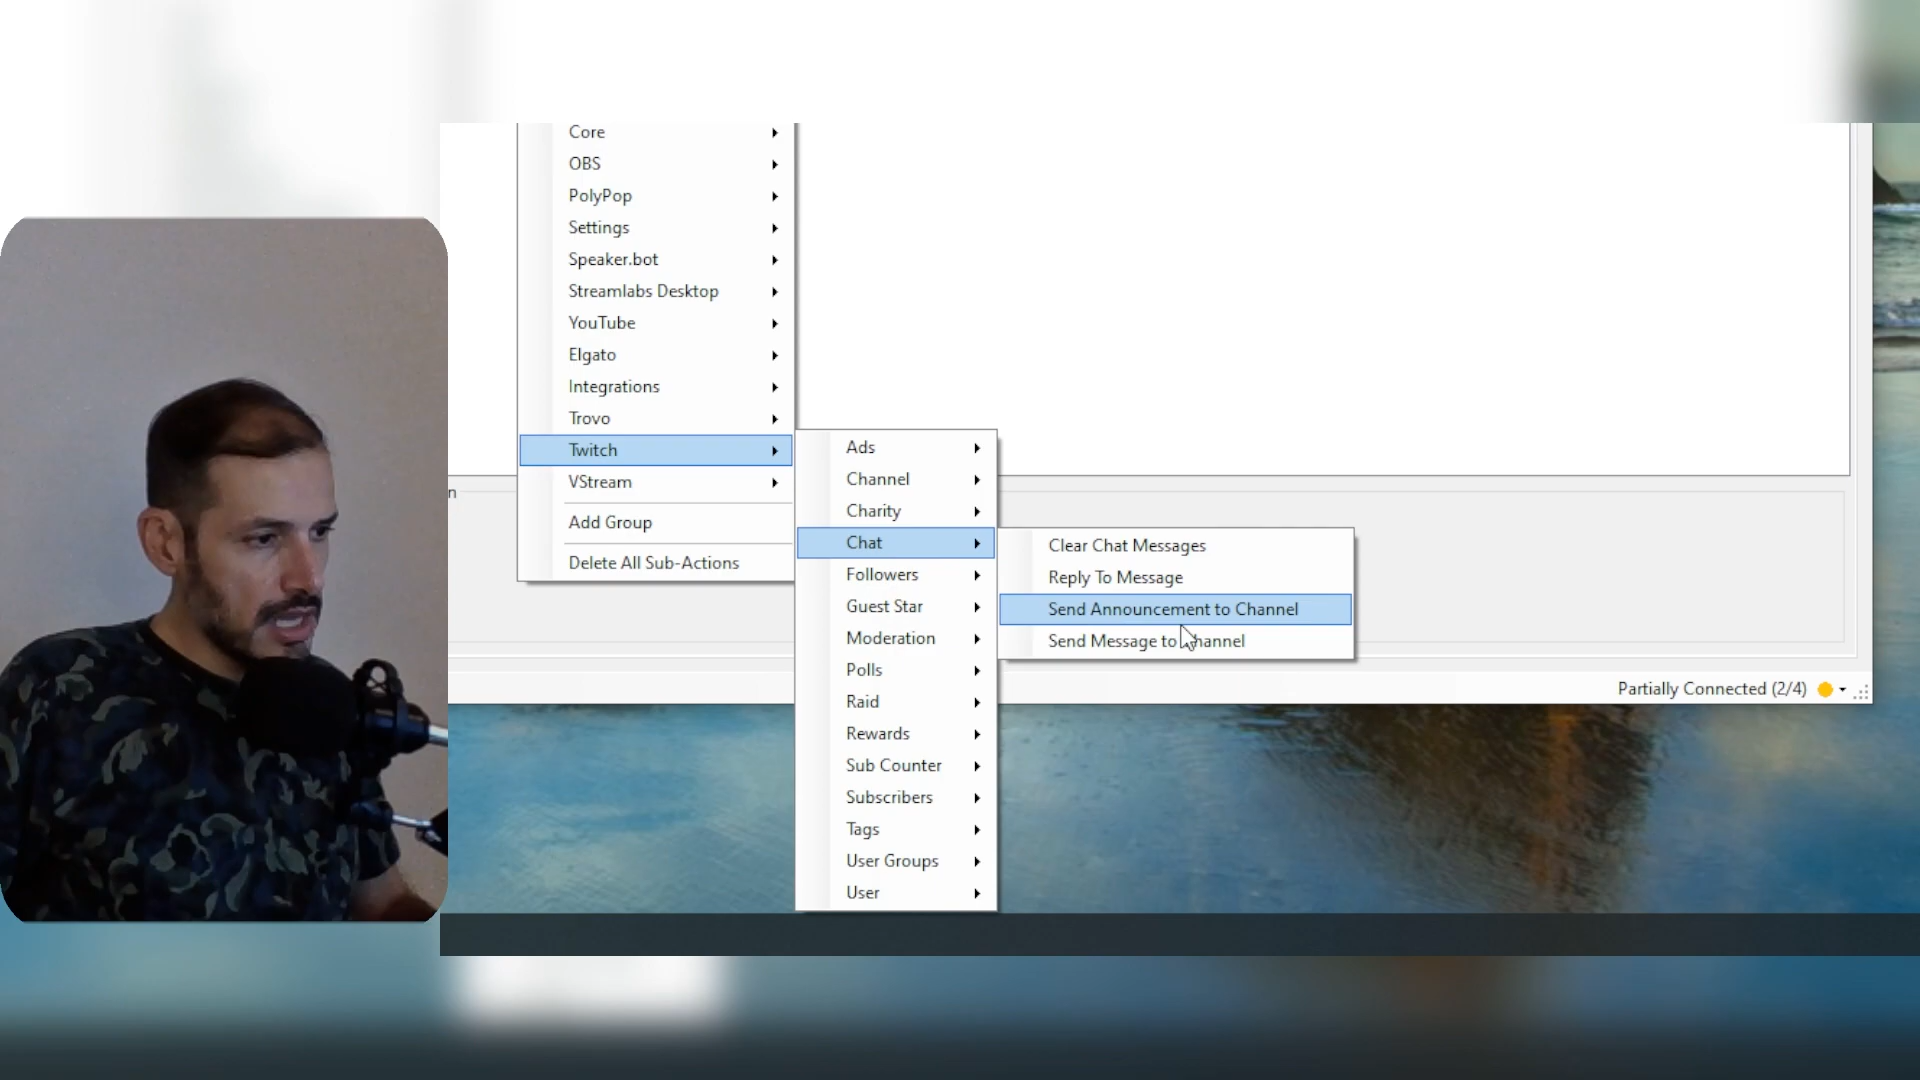 Core
OBS
PolyPop
Settings
Speaker.bot
Streamlabs Desktop
YouTube
Elgato
Integrations
Trovo
Twitch
VStream
Add Group
Delete All Sub-Actions
n
Ads
Channel
Charity
Chat
Followers
Guest Star
Moderation
Polls
Raid
Rewards
Sub Counter
Subscribers
Tags
User Groups
User
Clear Chat Messages
Reply To Message
Send Announcement to Channel
Send Message to Channel
Partially Connected (2/4)